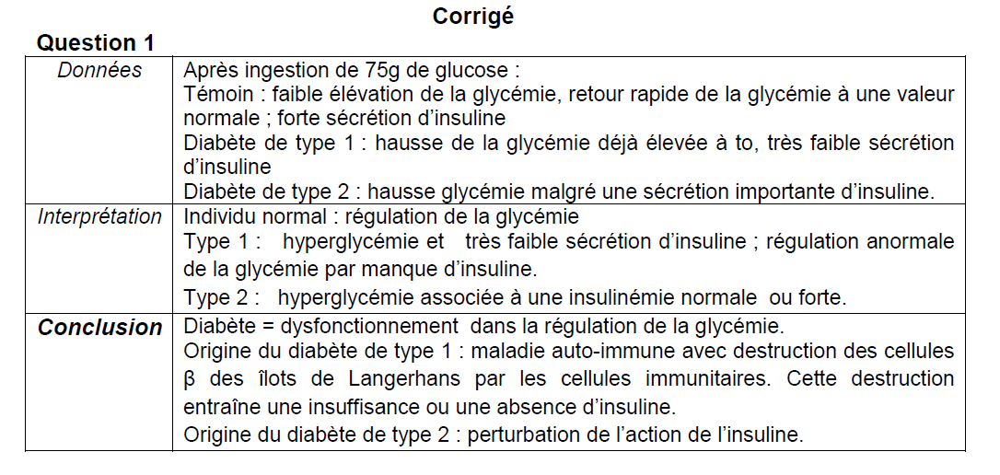 Corrigé
Question 1
Données
Après ingestion de 75g de glucose :
Témoin : faible élévation de la glycémie, retour rapide de la glycémie à une valeur
normale ; forte sécrétion d'insuline
Diabète de type 1 : hausse de la glycémie déjà élevée à to, très faible sécrétion
d'insuline
Diabète de type 2 : hausse glycémie malgré une sécrétion importante d'insuline.
Interprétation
Individu normal : régulation de la glycémie
Type 1 : hyperglycémie et très faible sécrétion d'insuline ; régulation anormale
de la glycémie par manque d'insuline.
Type 2 : hyperglycémie associée à une insulinémie normale ou forte.
Conclusion
Diabète = dysfonctionnement dans la régulation de la glycémie.
Origine du diabète de type 1 : maladie auto-immune avec destruction des cellules
β des îlots de Langerhans par les cellules immunitaires. Cette destruction
entraîne une insuffisance ou une absence d'insuline.
Origine du diabète de type 2 : perturbation de l'action de l'insuline.